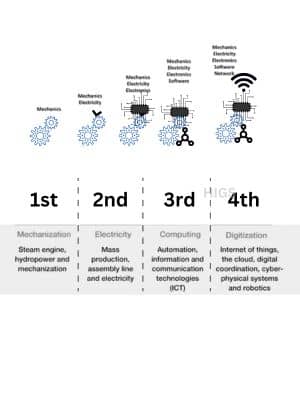 Mechanics
Mechanics
Electricity
Mechanics
Electricity
Electronics
Mechanics
Electricity
Electronics
Software
Mechanics
Electricity
Electronics
Software
Network
1st
2nd
3rd
4th
HIGS
Mechanization
Steam engine,
hydropower and
mechanization
Electricity
Mass
production,
assembly line
and electricity
Computing
Automation,
information and
communication
technologies
(ICT)
Digitization
Internet of things,
the cloud, digital
coordination, cyber-
physical systems
and robotics